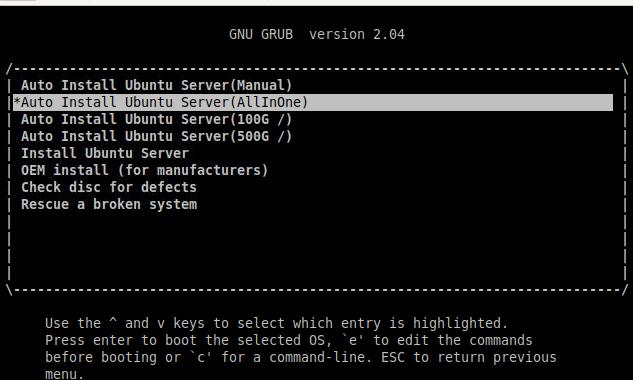 GNU GRUB  version 2.04
Auto Install Ubuntu Server(Manual)
*Auto Install Ubuntu Server(AllInOne)
Auto Install Ubuntu Server(100G /)
Auto Install Ubuntu Server(500G /)
Install Ubuntu Server
OEM install (for manufacturers)
Check disc for defects
Rescue a broken system
Use the ^ and v keys to select which entry is highlighted.
Press enter to boot the selected OS, `e' to edit the commands
before booting or `c' for a command-line. ESC to return previous
menu.